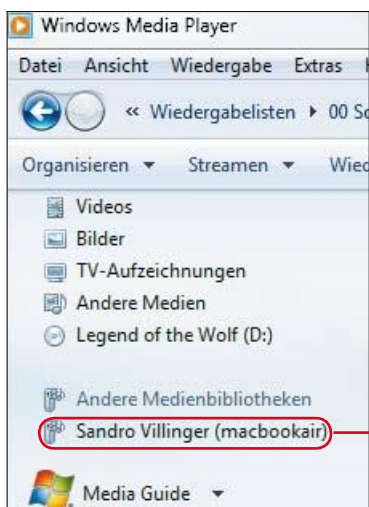 Windows Media Player
Datei Ansicht Wiedergabe Extras
« Wiedergabelisten ▸ 00
Organisieren ▾ Streamen ▾
Videos
Bilder
TV-Aufzeichnungen
Andere Medien
Legend of the Wolf (D:)
Andere Medienbibliotheken
Sandro Villinger (macbookair)
Media Guide ▾